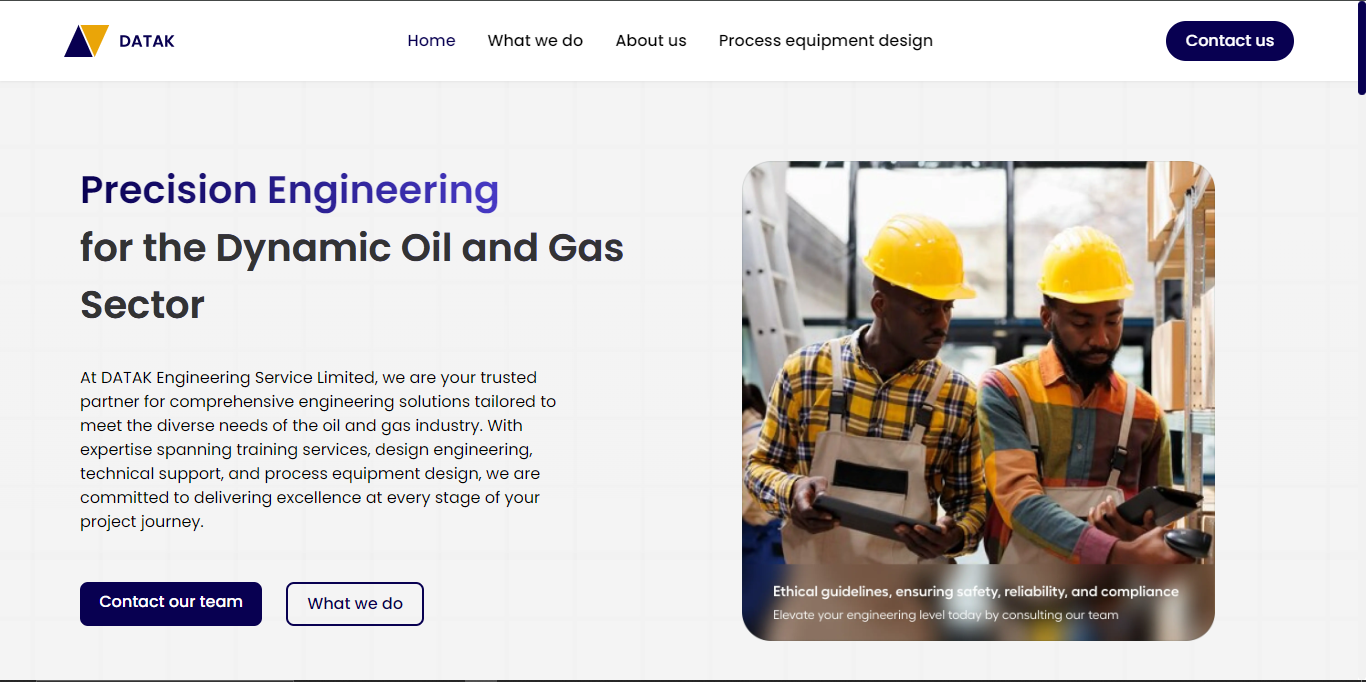 DATAK
Home
What we do
About us
Process equipment design
Contact us
Precision Engineering
for the Dynamic Oil and Gas
Sector
At DATAK Engineering Service Limited, we are your trusted
partner for comprehensive engineering solutions tailored to
meet the diverse needs of the oil and gas industry. With
expertise spanning training services, design engineering,
technical support, and process equipment design, we are
committed to delivering excellence at every stage of your
project journey.
Contact our team
What we do
Ethical guidelines, ensuring safety, reliability, and compliance
Elevate your engineering level today by consulting our team